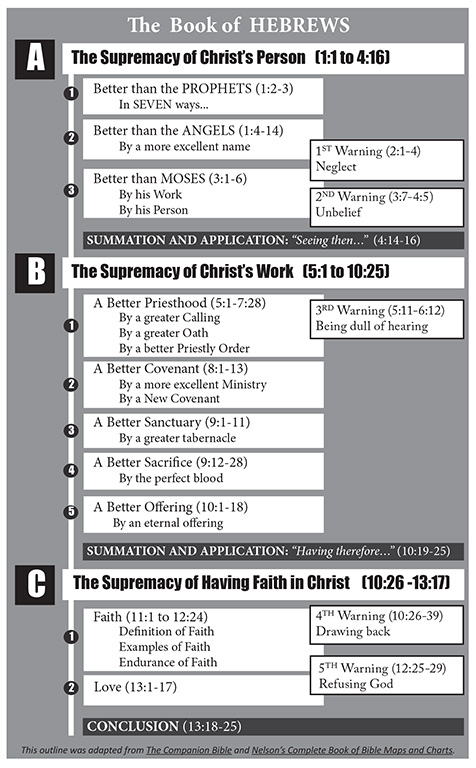 The Book of HEBREWS
A The Supremacy of Christ's Person (1:1 to 4:16)
1 Better than the PROPHETS (1:2-3)
In SEVEN ways...
2 Better than the ANGELS (1:4-14)
By a more excellent name
1ST Warning (2:1-4)
Neglect
3 Better than MOSES (3:1-6)
By his Work
By his Person
2ND Warning (3:7-4:5)
Unbelief
SUMMATION AND APPLICATION: "Seeing then..." (4:14-16)
B The Supremacy of Christ's Work (5:1 to 10:25)
1 A Better Priesthood (5:1-7:28)
By a greater Calling
By a greater Oath
By a better Priestly Order
3RD Warning (5:11-6:12)
Being dull of hearing
2 A Better Covenant (8:1-13)
By a more excellent Ministry
By a New Covenant
3 A Better Sanctuary (9:1-11)
By a greater tabernacle
4 A Better Sacrifice (9:12-28)
By the perfect blood
5 A Better Offering (10:1-18)
By an eternal offering
SUMMATION AND APPLICATION: "Having therefore..." (10:19-25)
C The Supremacy of Having Faith in Christ (10:26 -13:17)
1 Faith (11:1 to 12:24)
Definition of Faith
Examples of Faith
Endurance of Faith
4TH Warning (10:26-39)
Drawing back
5TH Warning (12:25-29)
Refusing God
2 Love (13:1-17)
CONCLUSION (13:18-25)
This outline was adapted from The Companion Bible and Nelson's Complete Book of Bible Maps and Charts.